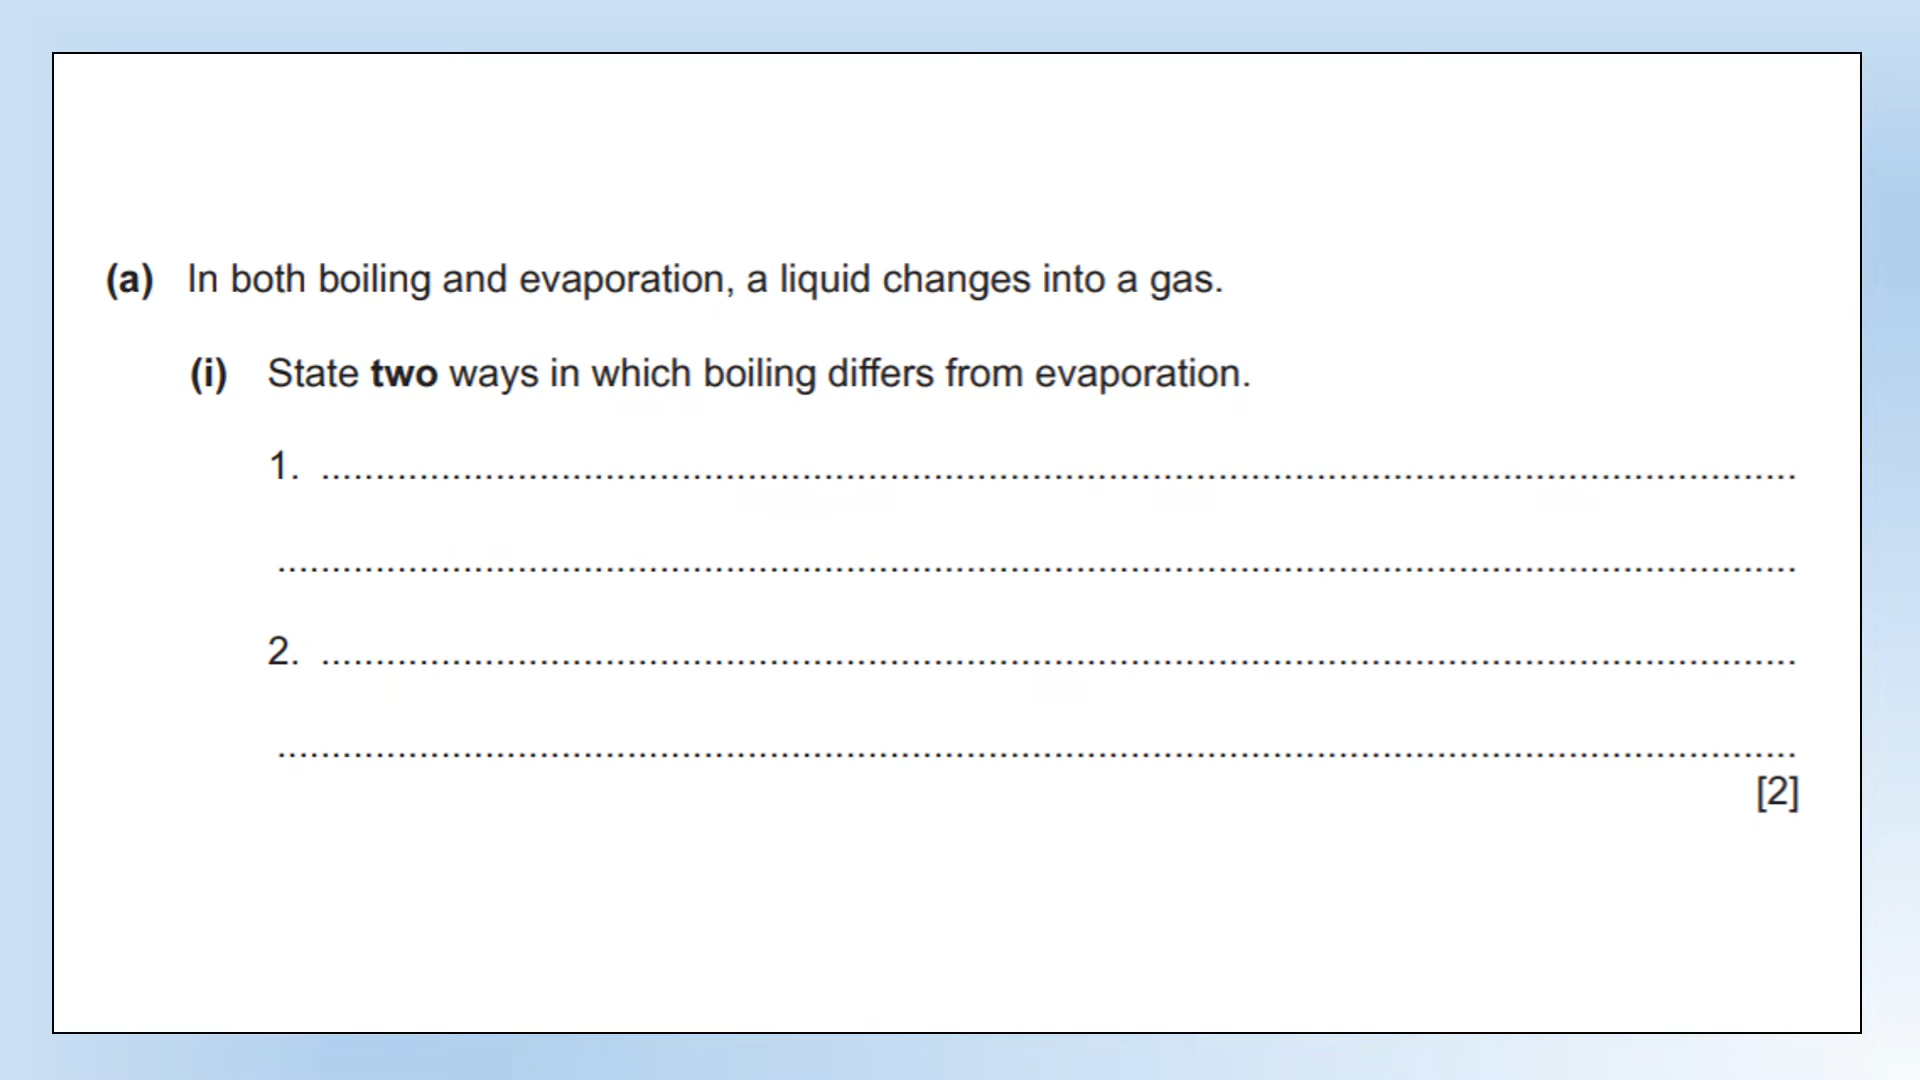 (a) In both boiling and evaporation, a liquid changes into a gas.
(i) State two ways in which boiling differs from evaporation.
1. ..........................................................................................
..........................................................................................
2. ..........................................................................................
..........................................................................................
[2]